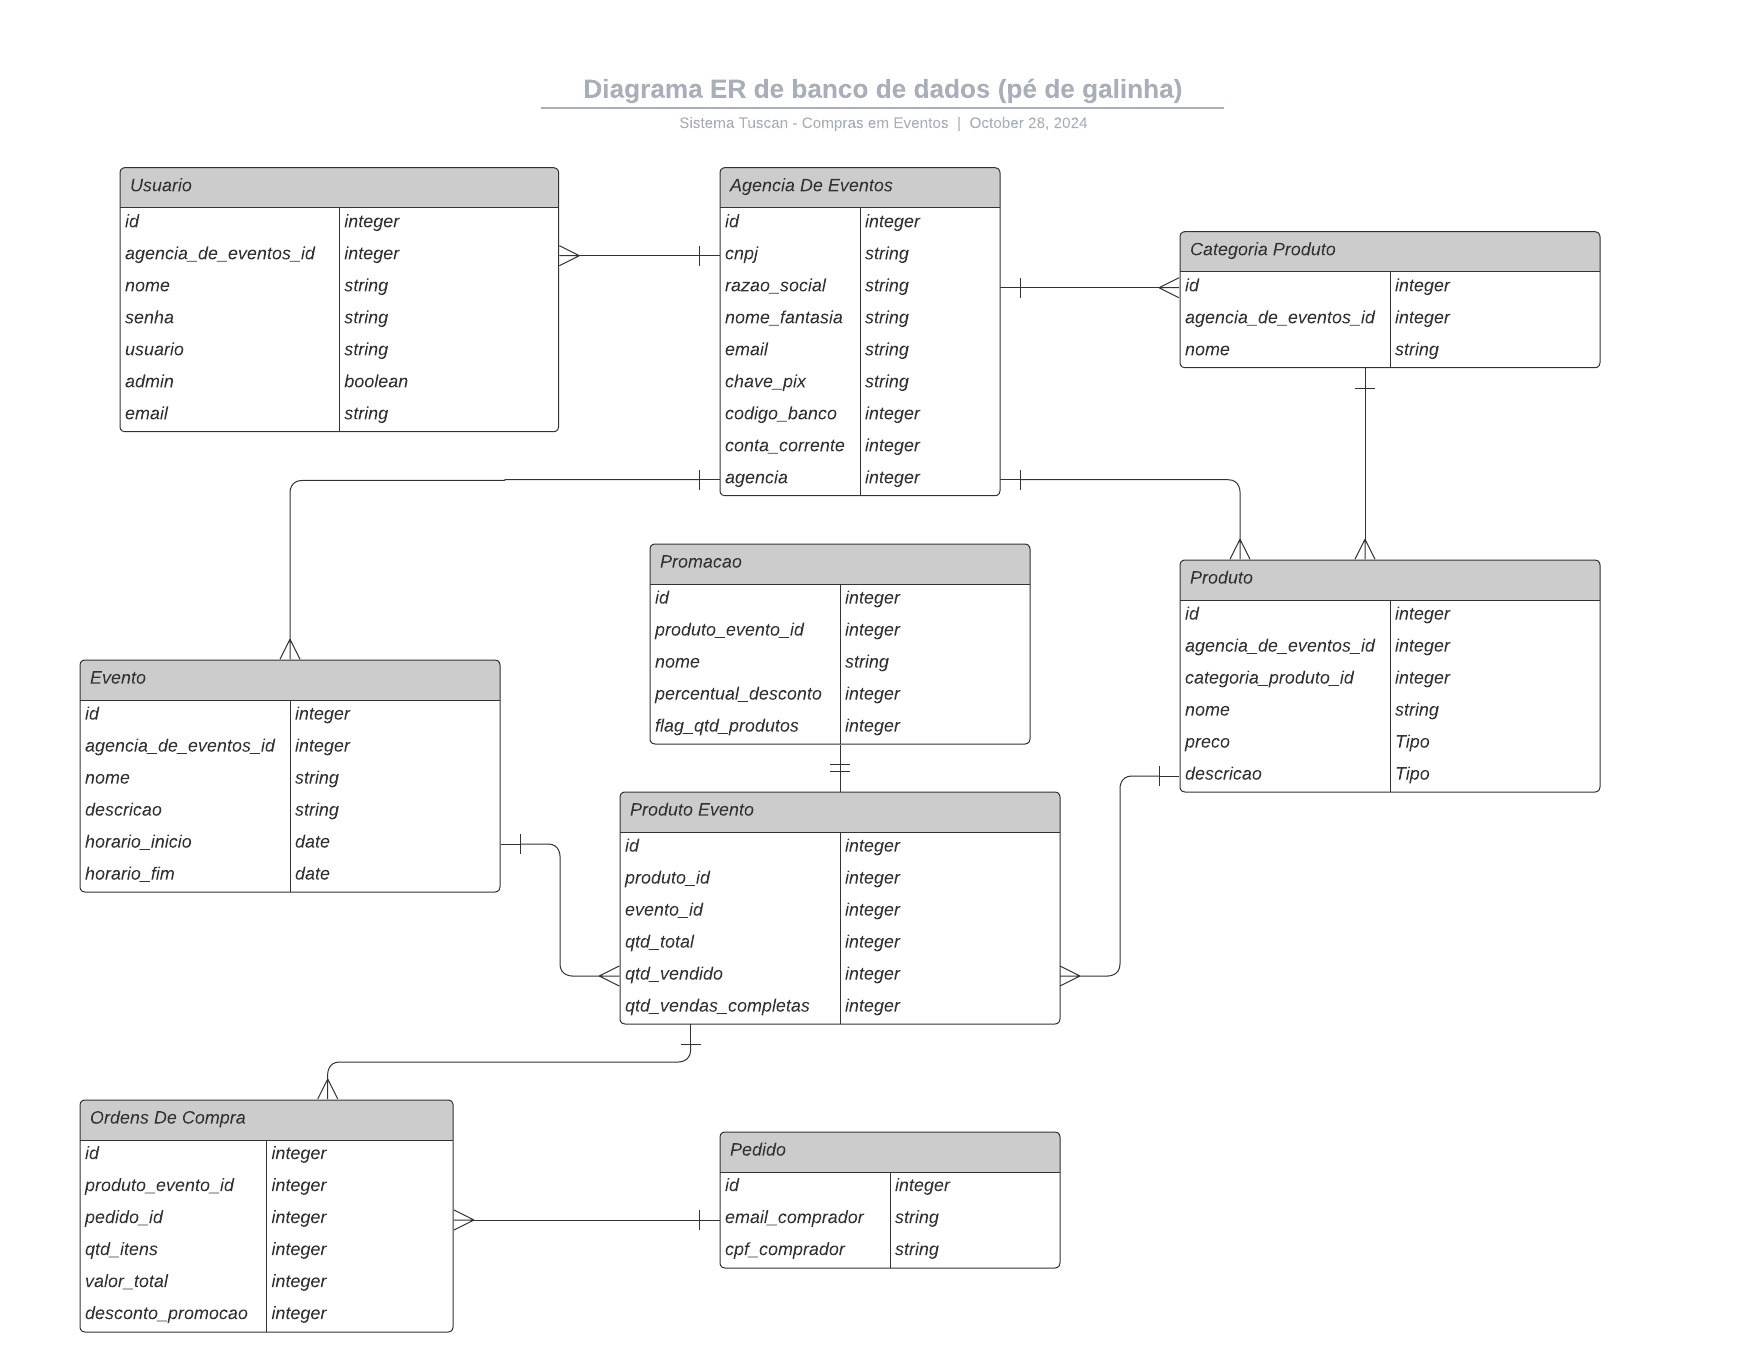 Diagrama ER de banco de dados (pé de galinha)
Sistema Tuscan - Compras em Eventos | October 28, 2024
Usuario
id integer
agencia_de_eventos_id integer
nome string
senha string
usuario string
admin boolean
email string
Agencia De Eventos
id integer
cnpj string
razao_social string
nome_fantasia string
email string
chave_pix string
codigo_banco integer
conta_corrente integer
agencia integer
Categoria Produto
id integer
agencia_de_eventos_id integer
nome string
Promacao
id integer
produto_evento_id integer
nome string
percentual_desconto integer
flag_qtd_produtos integer
Produto
id integer
agencia_de_eventos_id integer
categoria_produto_id integer
nome string
preco Tipo
descricao Tipo
Evento
id integer
agencia_de_eventos_id integer
nome string
descricao string
horario_inicio date
horario_fim date
Produto Evento
id integer
produto_id integer
evento_id integer
qtd_total integer
qtd_vendido integer
qtd_vendas_completas integer
Ordens De Compra
id integer
produto_evento_id integer
pedido_id integer
qtd_itens integer
valor_total integer
desconto_promocao integer
Pedido
id integer
email_comprador string
cpf_comprador string